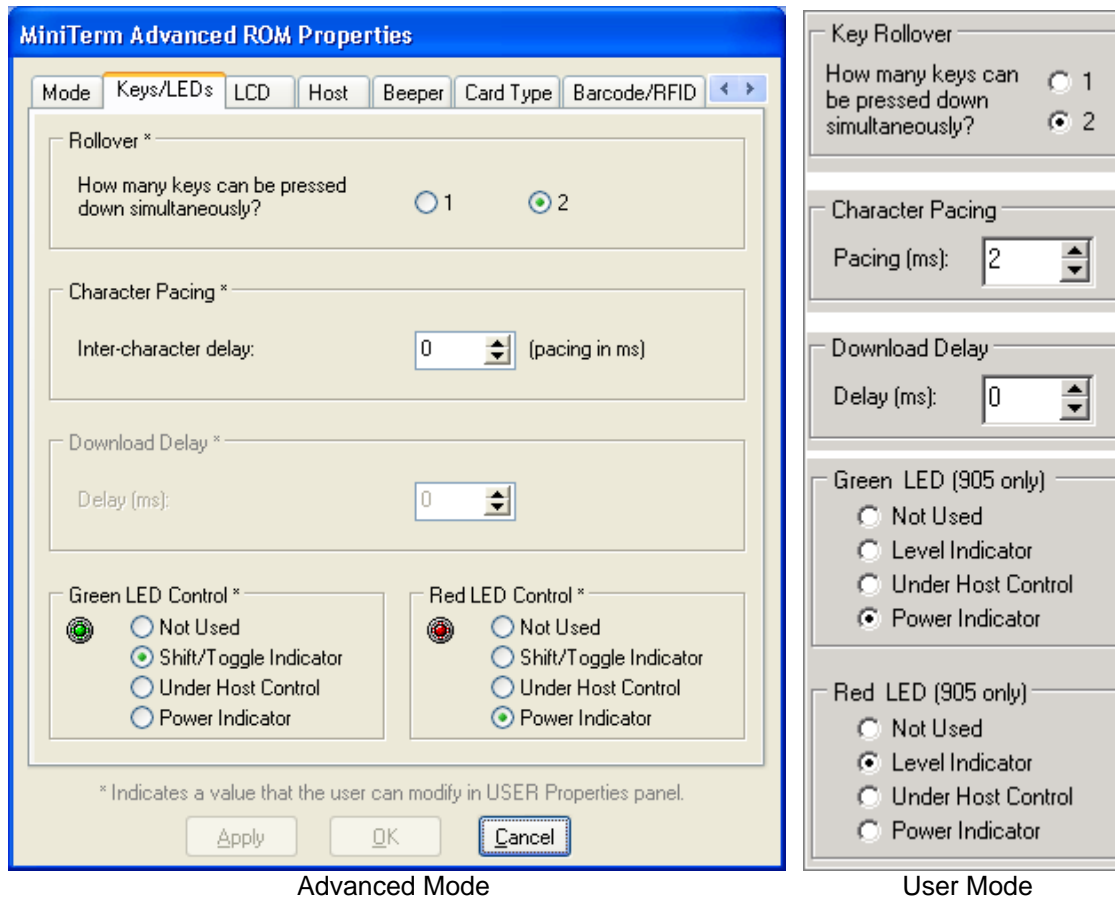 MiniTerm Advanced ROM Properties
Mode Keys/LEDs LCD Host Beeper Card Type Barcode/RFID
Rollover *
How many keys can be pressed
down simultaneously?
1 2
Character Pacing *
Inter-character delay: 0 (pacing in ms)
Download Delay *
Delay (ms): 0
Green LED Control *
Not Used
Shift/Toggle Indicator
Under Host Control
Power Indicator
Red LED Control *
Not Used
Shift/Toggle Indicator
Under Host Control
Power Indicator
* Indicates a value that the user can modify in USER Properties panel.
Apply OK Cancel
Advanced Mode
Key Rollover
How many keys can
be pressed down
simultaneously?
1
2
Character Pacing
Pacing (ms): 2
Download Delay
Delay (ms): 0
Green LED (905 only)
Not Used
Level Indicator
Under Host Control
Power Indicator
Red LED (905 only)
Not Used
Level Indicator
Under Host Control
Power Indicator
User Mode